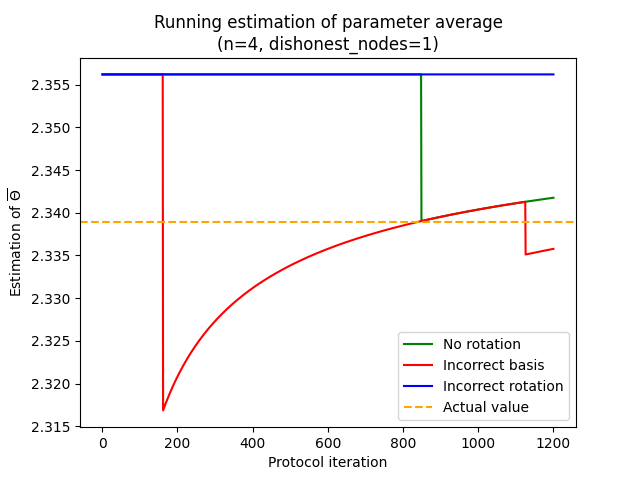 Running estimation of parameter average
(n=4, dishonest_nodes=1)
Estimation of Θ̅
2.355
2.350
2.345
2.340
2.335
2.330
2.325
2.320
2.315
No rotation
Incorrect basis
Incorrect rotation
Actual value
0 200 400 600 800 1000 1200
Protocol iteration